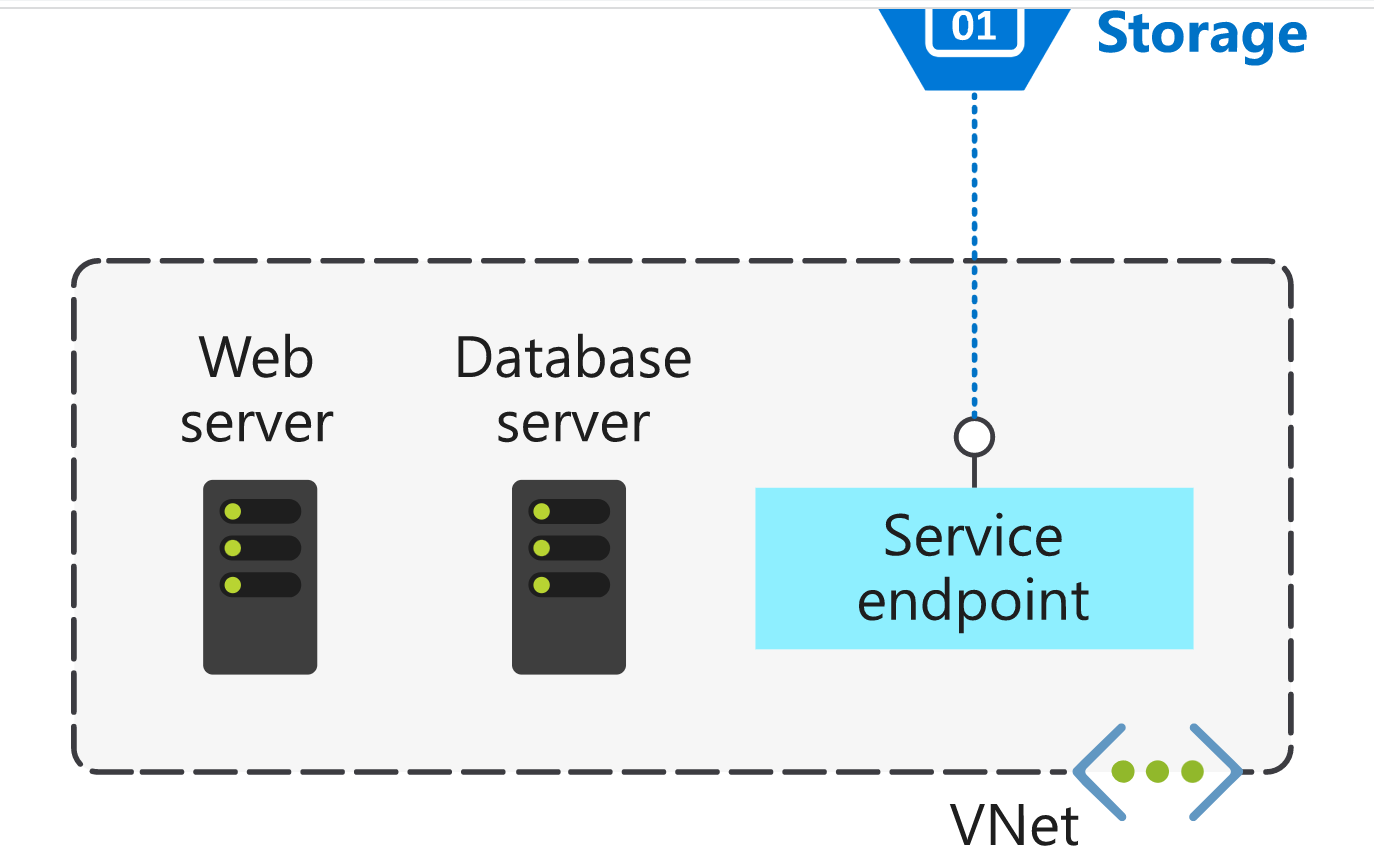 01
Storage
Web
server
Database
server
Service
endpoint
VNet